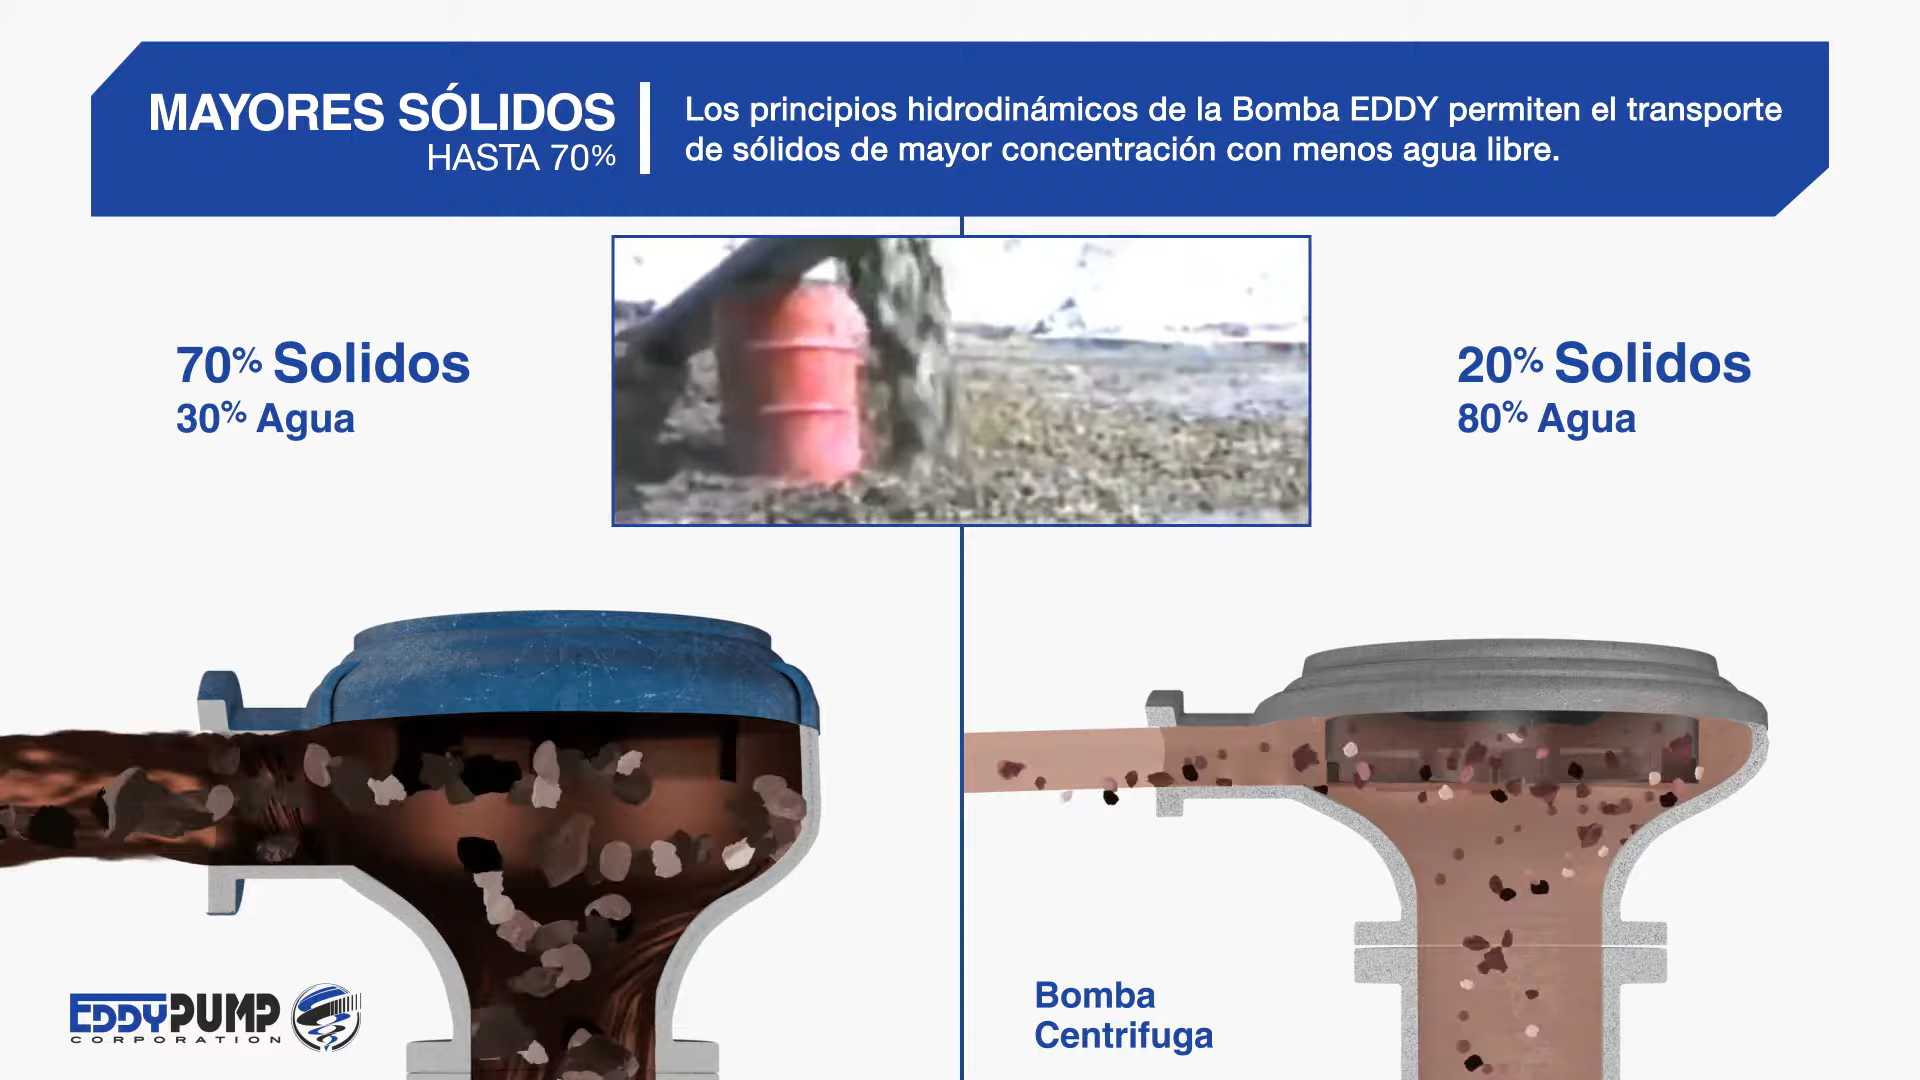 MAYORES SÓLIDOS
HASTA 70%
Los principios hidrodinámicos de la Bomba EDDY permiten el transporte
de sólidos de mayor concentración con menos agua libre.
70% Solidos
30% Agua
20% Solidos
80% Agua
EDDYPUMP
CORPORATION
Bomba
Centrifuga